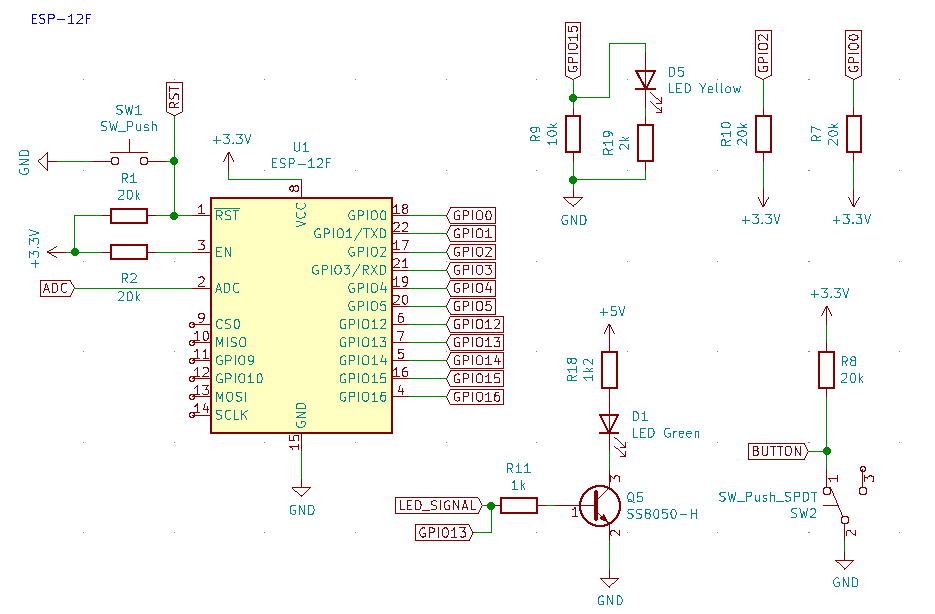 ESP-12F
RST
SW1
SW_Push
GND
R1
20k
+3.3V
R2
20k
ADC
+3.3V
U1
ESP-12F
8
VCC
1 RST
3 EN
2 ADC
9 CS0
10 MISO
11 GPIO9
12 GPIO10
13 MOSI
14 SCLK
GPIO0 18 GPIO0
GPIO1/TXD 22 GPIO1
GPIO2 17 GPIO2
GPIO3/RXD 21 GPIO3
GPIO4 19 GPIO4
GPIO5 20 GPIO5
GPIO12 6 GPIO12
GPIO13 7 GPIO13
GPIO14 5 GPIO14
GPIO15 16 GPIO15
GPIO16 4 GPIO16
GND
15
GND
GPIO15
D5
LED Yellow
R9
10k
R19
2k
GND
GPIO2
R10
20k
+3.3V
GPIO0
R7
20k
+3.3V
+5V
R18
1k2
D1
LED Green
R11
1k
LED_SIGNAL
GPIO13
1
3
2
Q5
SS8050-H
GND
+3.3V
R8
20k
BUTTON
1
3
SW_Push_SPDT
SW2
2
GND